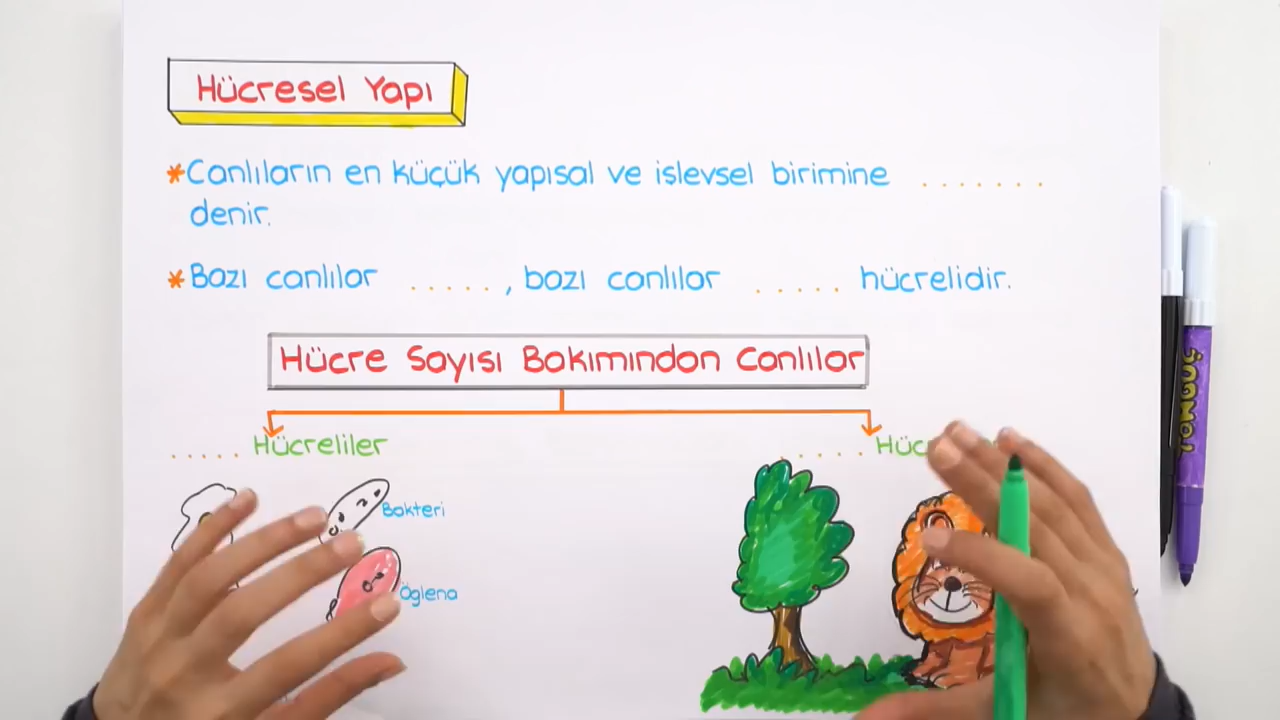 Hücresel Yapı
*Canlıların en küçük yapısal ve işlevsel birimine .......
denir.
*Bazı canlılar ....., bazı canlılar ..... hücrelidir.
Hücre Sayısı Bakımından Canlılar
..... Hücreliler
Bakteri
Öglena
TONGUÇ